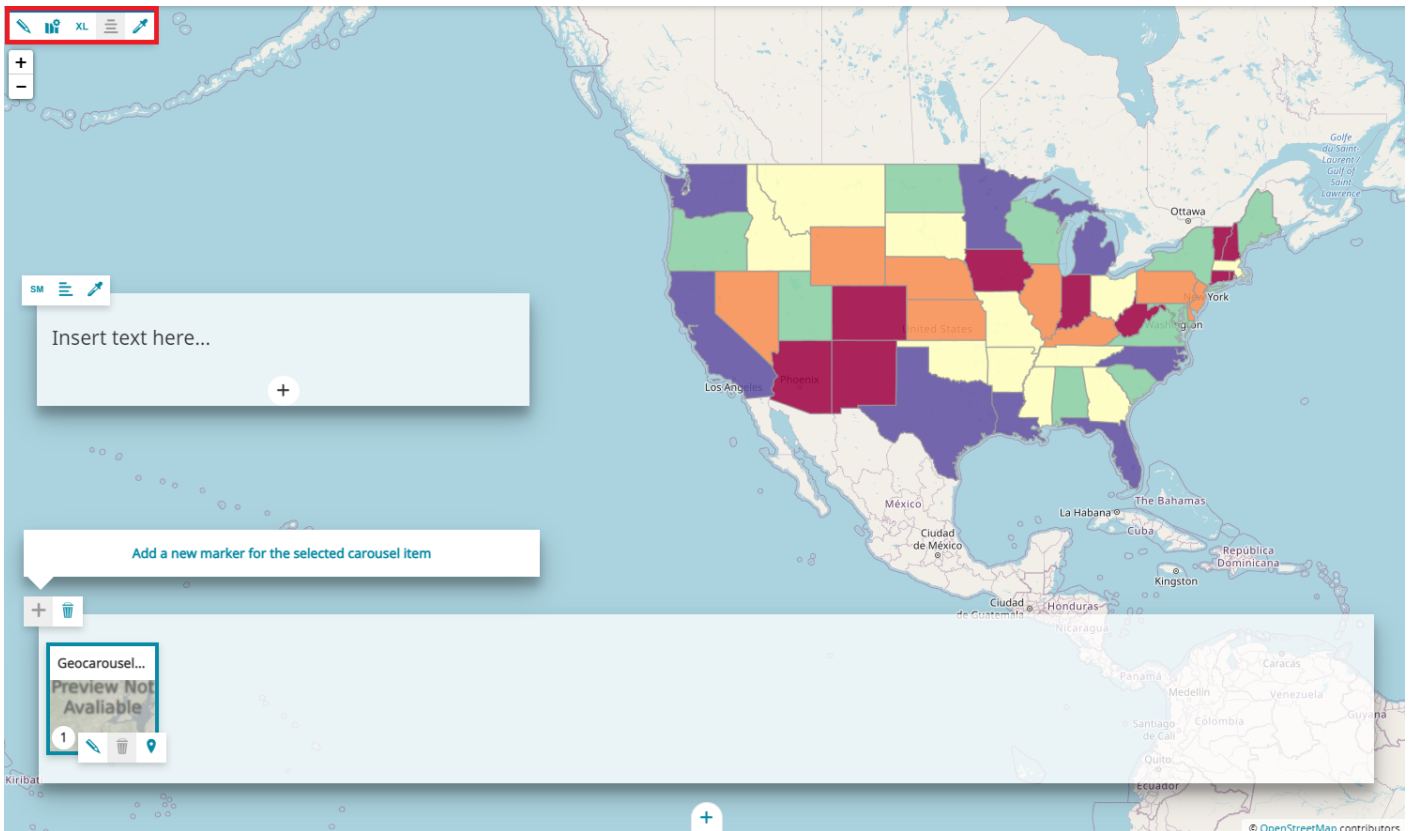 XL
+
−
Golfe
du Saint-
Laurent /
Gulf of
Saint
Lawrence
Ottawa
New York
Washington
United States
Los Angeles
Phoenix
SM
Insert text here...
+
The Bahamas
La Habana
México
Cuba
Ciudad
de México
República
Dominicana
Kingston
Add a new marker for the selected carousel item
Ciudad
de Guatemala
Honduras
Nicaragua
+
Geocarousel...
Preview Not
Avaliable
1
Caracas
Panamá
Medellín
Venezuela
Guyana
Santiago
de Cali
Colombia
Quito
Kiribat
Ecuador
+
© OpenStreetMap contributors